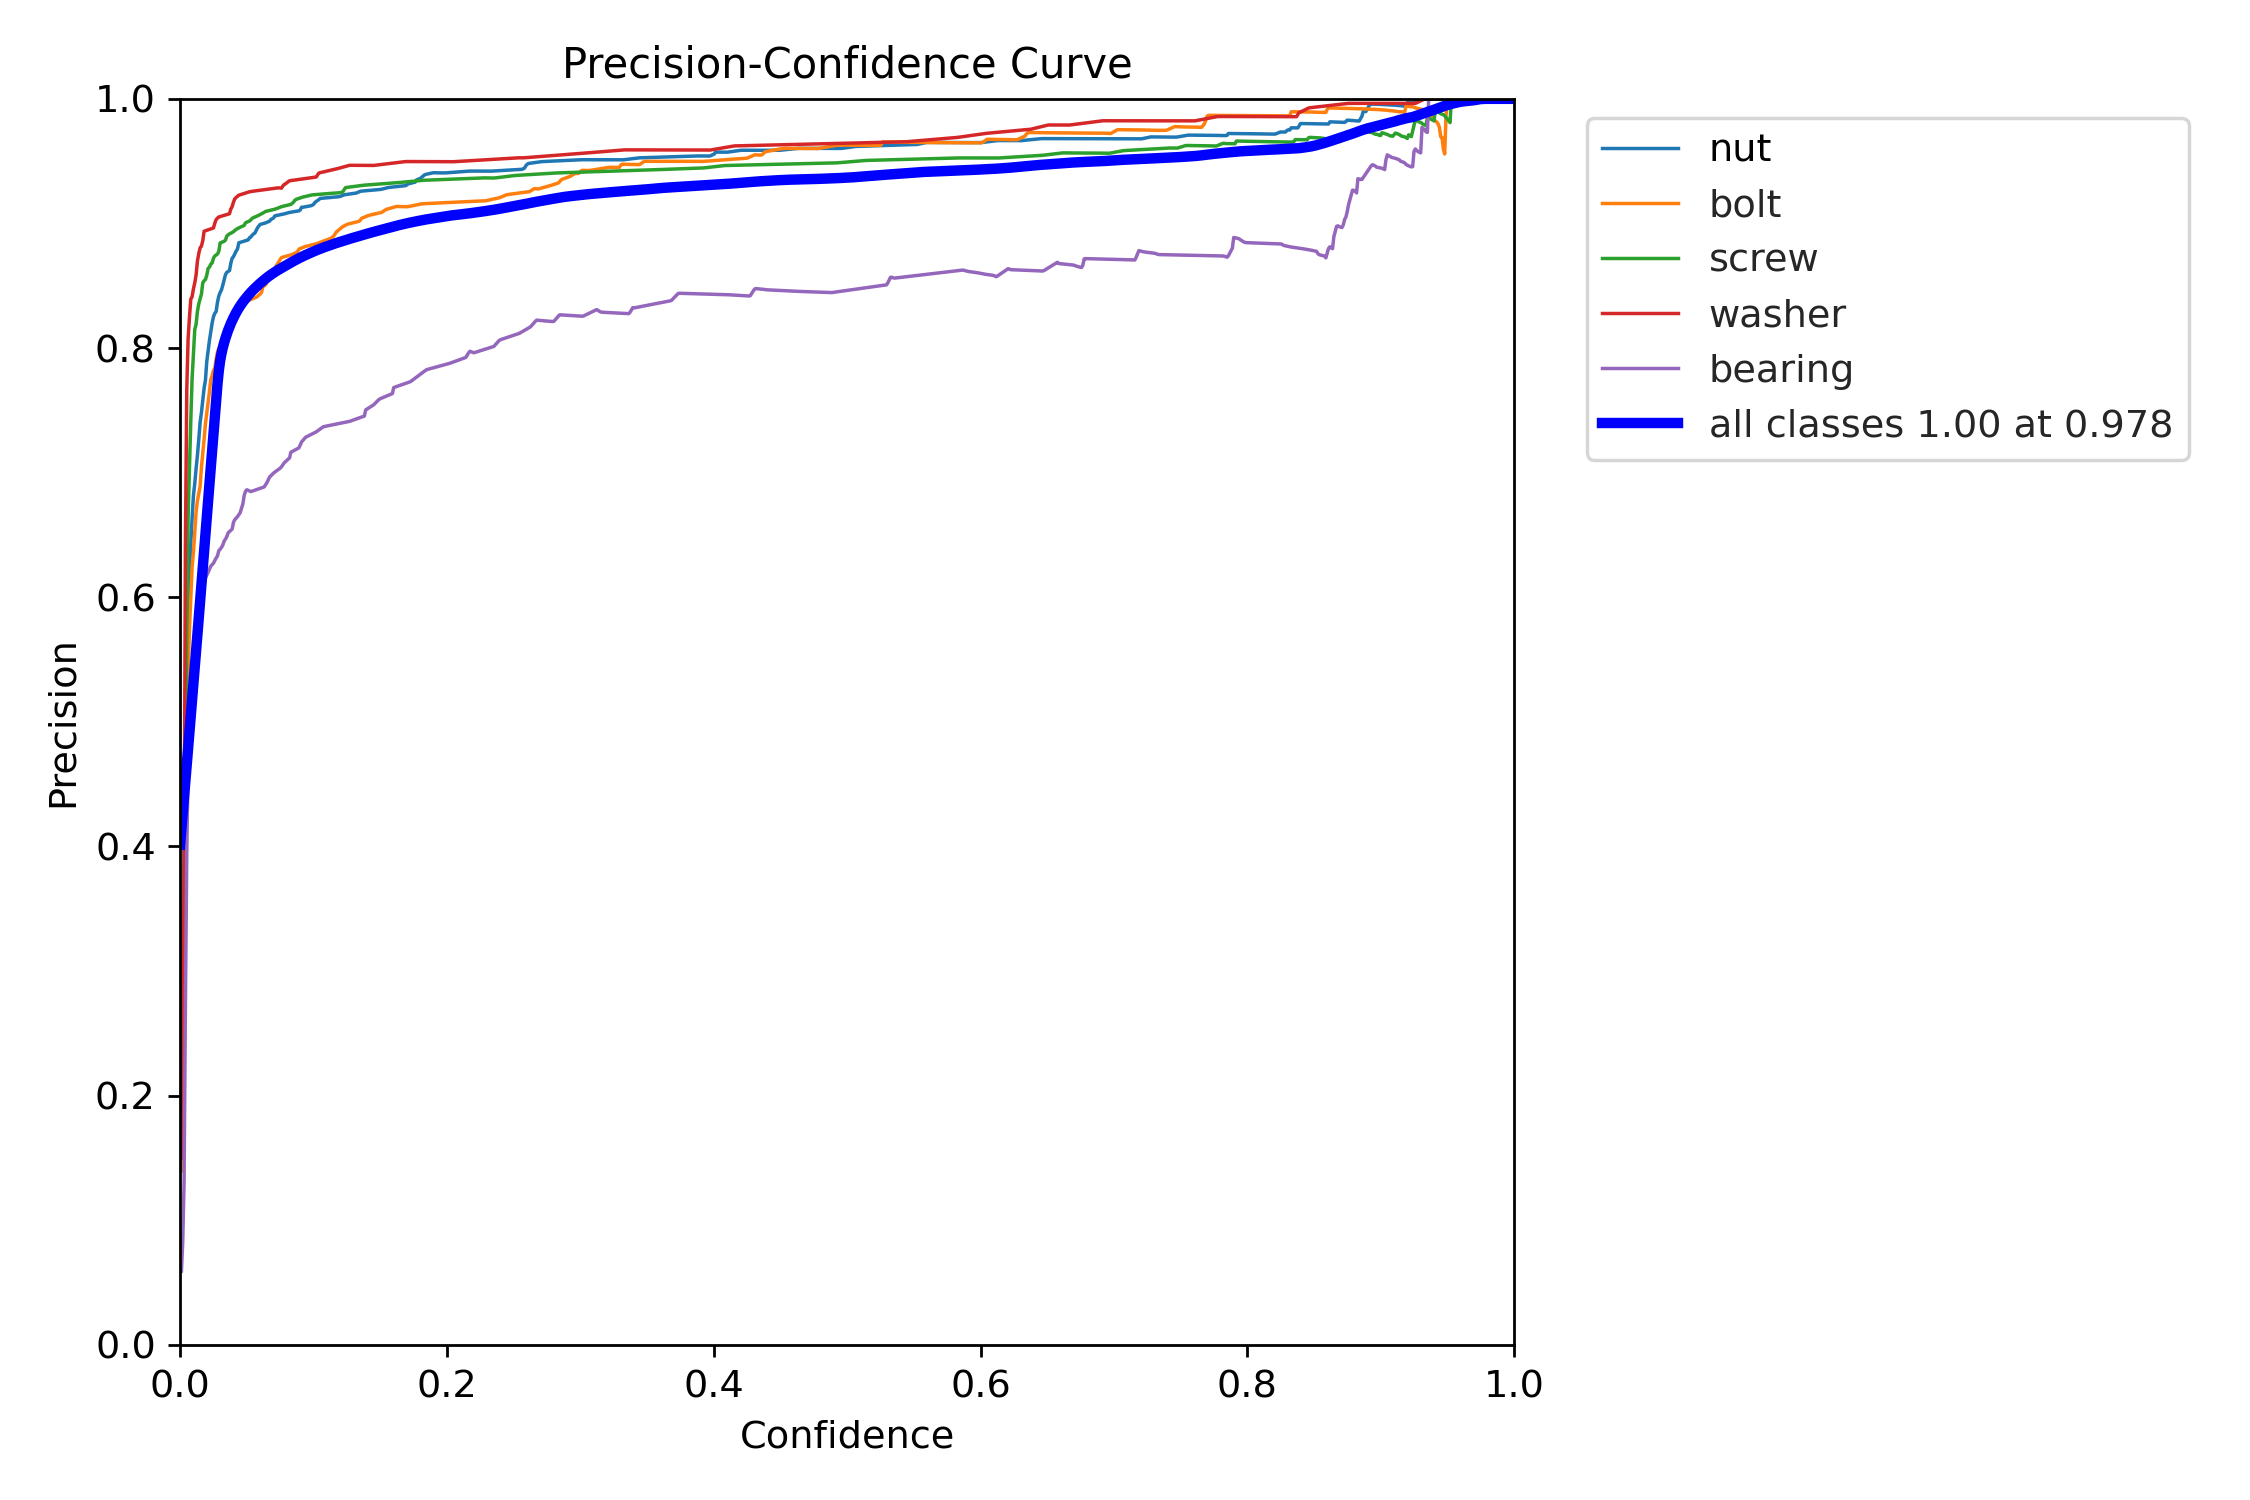 Precision-Confidence Curve
1.0
0.8
0.6
0.4
0.2
0.0
Precision
0.0 0.2 0.4 0.6 0.8 1.0
Confidence
nut
bolt
screw
washer
bearing
all classes 1.00 at 0.978